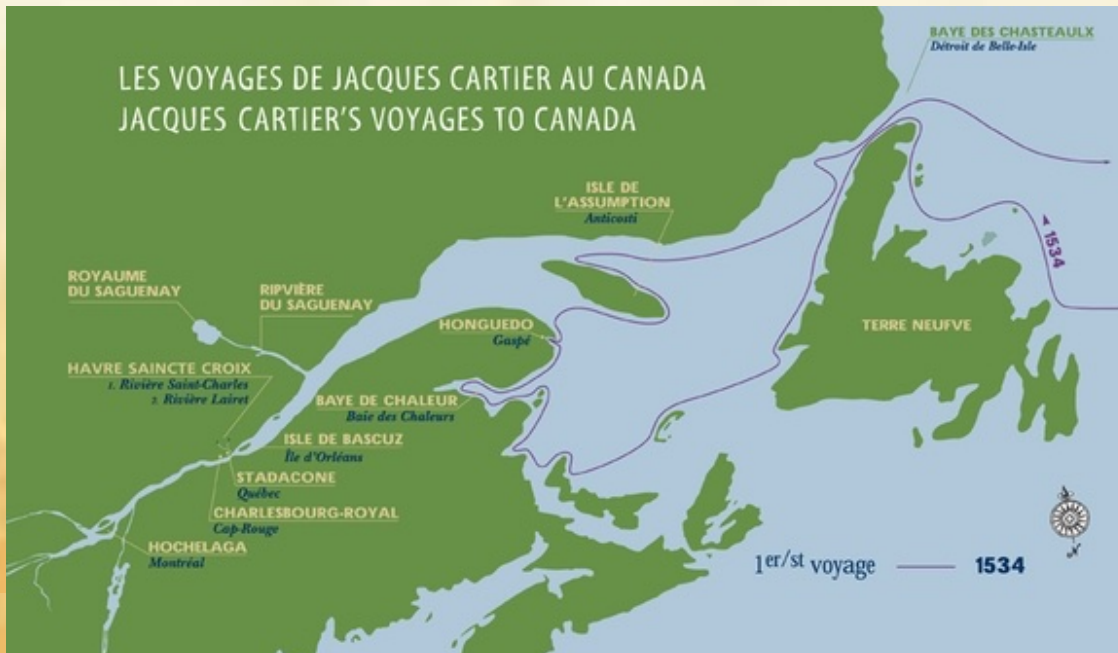 LES VOYAGES DE JACQUES CARTIER AU CANADA
JACQUES CARTIER'S VOYAGES TO CANADA
BAYE DES CHASTEAULX
Détroit de Belle-Isle
ISLE DE
L'ASSUMPTION
Anticosti
1534
ROYAUME
DU SAGUENAY
RIPVIÈRE
DU SAGUENAY
HONGUEDO
Gaspé
TERRE NEUFVE
HAVRE SAINCTE CROIX
1. Rivière Saint-Charles
2. Rivière Lairet
BAYE DE CHALEUR
Baie des Chaleurs
ISLE DE BASCUZ
Île d'Orléans
STADACONE
Québec
CHARLESBOURG-ROYAL
Cap-Rouge
HOCHELAGA
Montréal
1er/st voyage 1534
N